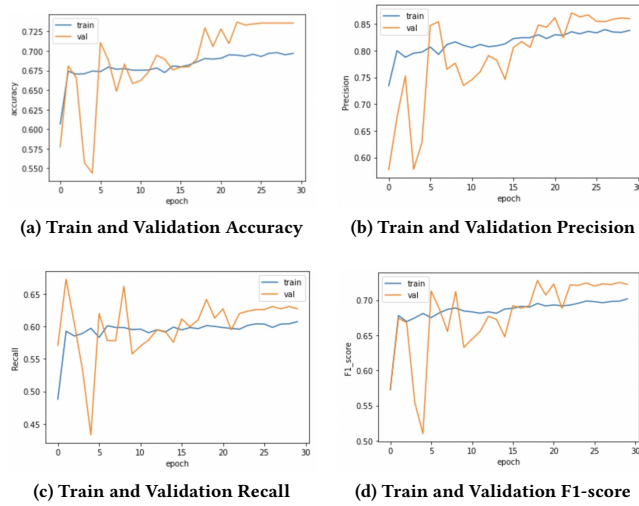 train
val
0.725
0.700
0.675
0.650
0.625
0.600
0.575
0.550
accuracy
0 5 10 15 20 25 30
epoch
(a) Train and Validation Accuracy
train
val
0.85
0.80
0.75
0.70
0.65
0.60
Precision
0 5 10 15 20 25 30
epoch
(b) Train and Validation Precision
train
val
0.65
0.60
0.55
0.50
0.45
Recall
0 5 10 15 20 25 30
epoch
(c) Train and Validation Recall
train
val
0.70
0.65
0.60
0.55
0.50
F1_score
0 5 10 15 20 25 30
epoch
(d) Train and Validation F1-score